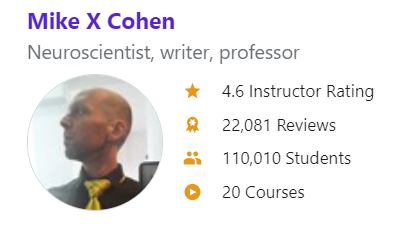 Mike X Cohen
Neuroscientist, writer, professor
4.6 Instructor Rating
22,081 Reviews
110,010 Students
20 Courses